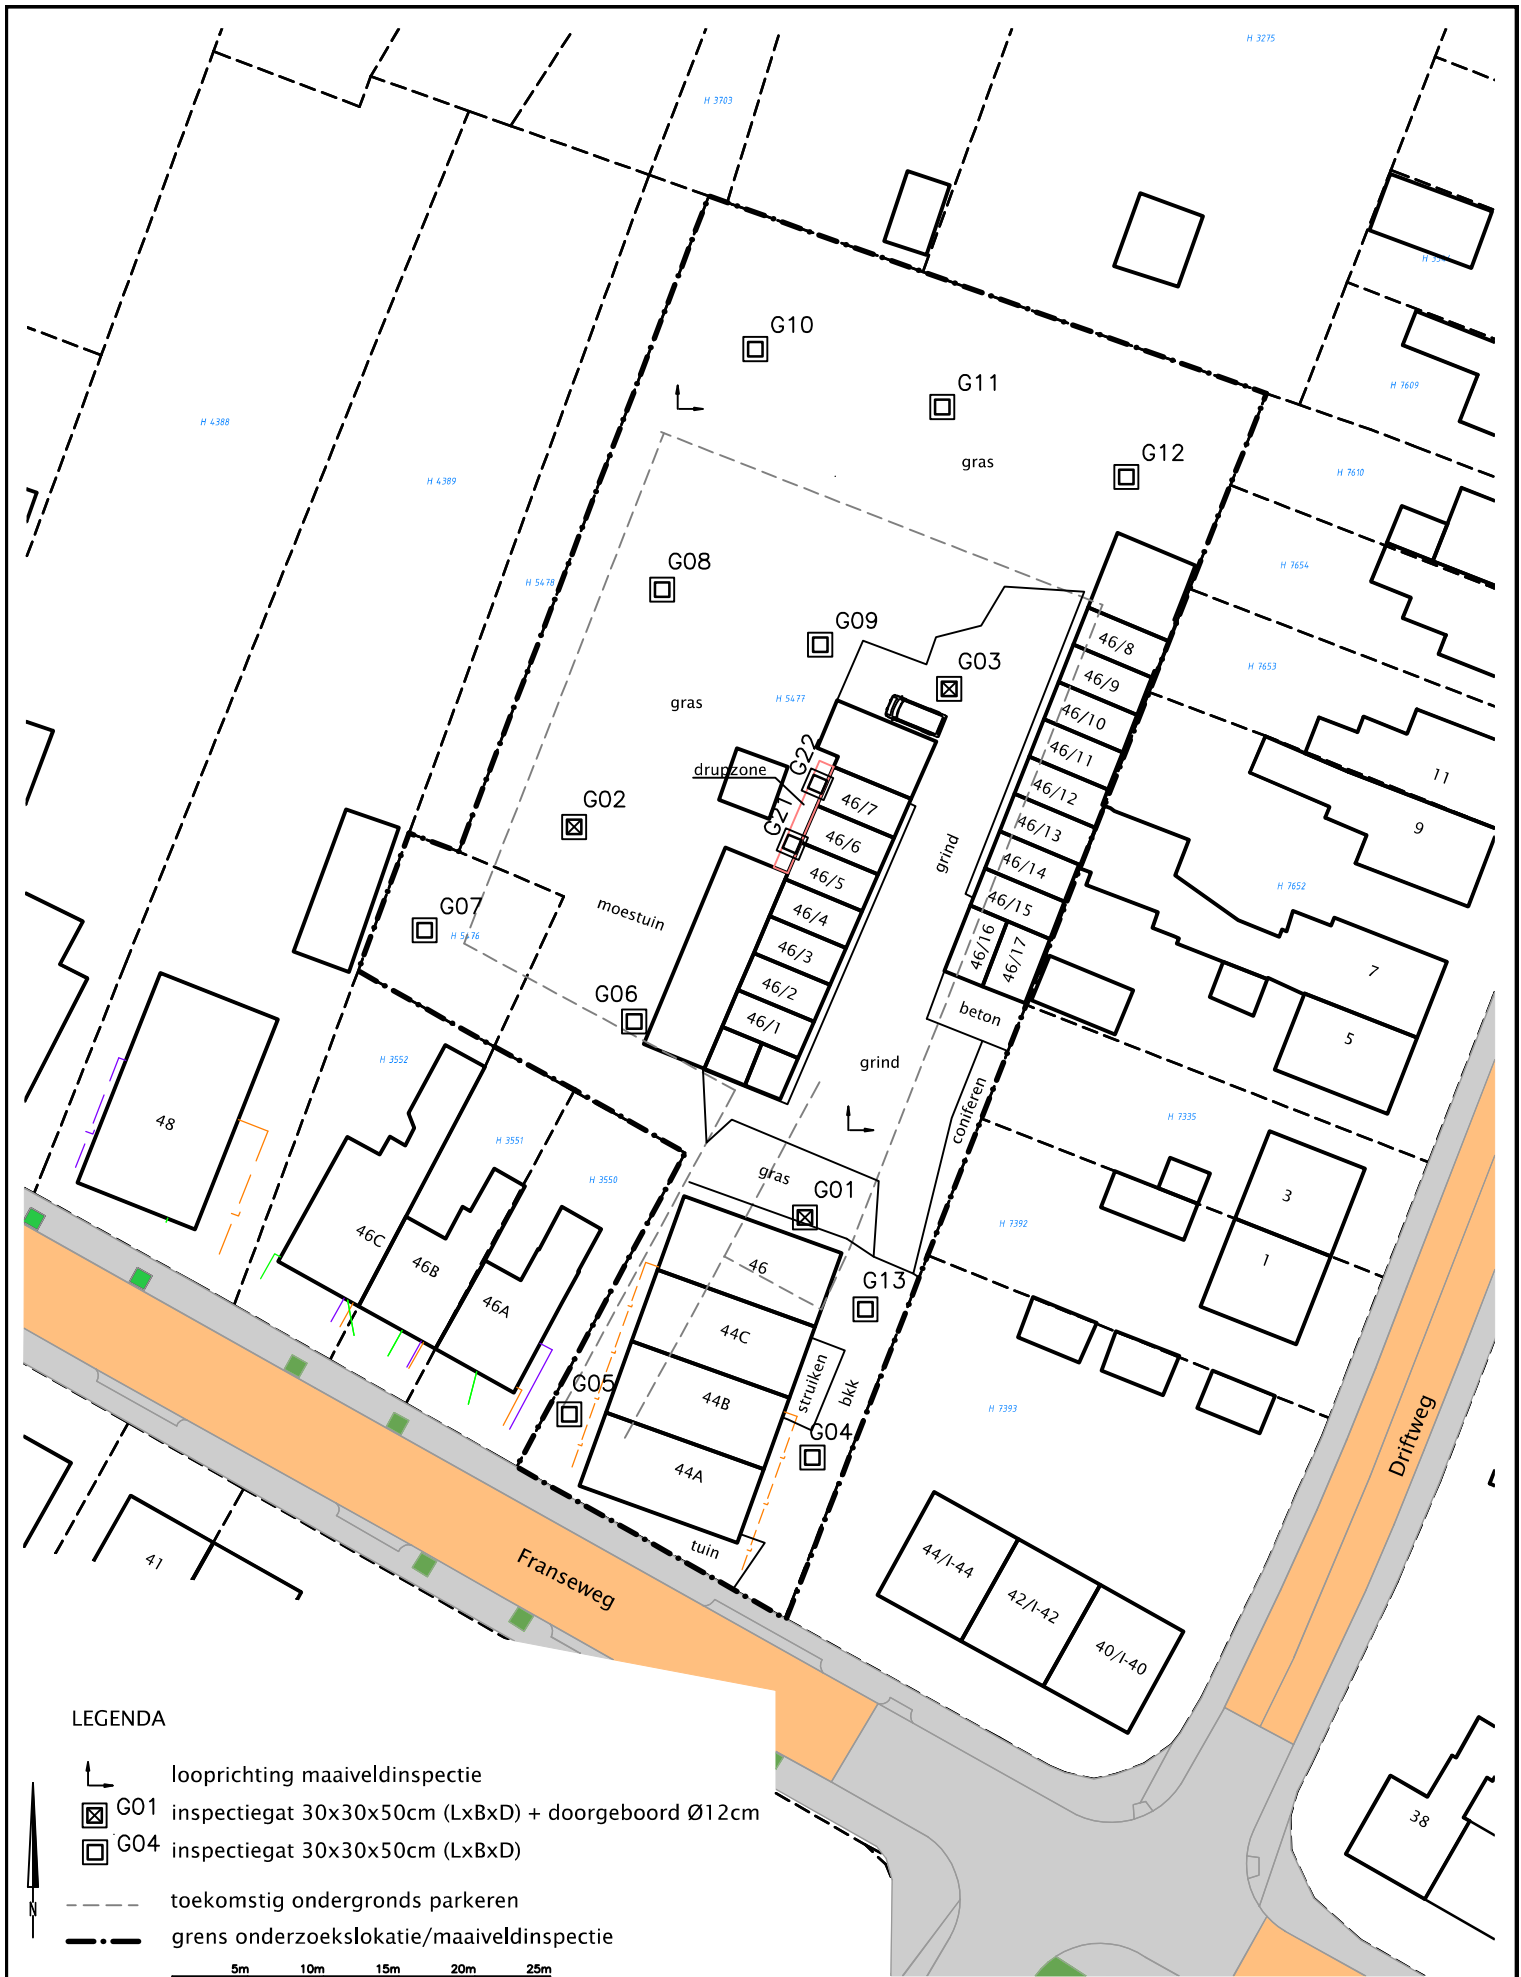 H 3275
H 3703
G10
G11
H 7609
H 4388
gras
G12
H 7610
H 4389
G08
H 7654
H 5478
G09
46/8
G03
H 7653
46/9
gras
H 5477
46/10
G22
46/11
drupzone
11
46/7
46/12
G02
G21
46/6
46/13
9
grind
46/5
46/14
H 7652
G07
moestuin
46/4
46/15
H 5476
46/3
46/16
46/17
7
G06
46/2
46/1
beton
5
H 3552
grind
coniferen
48
H 7335
H 3551
gras
H 3550
G01
3
H 7392
46C
46B
46
1
46A
G13
44C
struiken
bkk
G05
44B
H 7393
G04
44A
Driftweg
tuin
41
Franseweg
44/I-44
42/I-42
40/I-40
38
LEGENDA
looprichting maaiveldinspectie
G01 inspectiegat 30x30x50cm (LxBxD) + doorgeboord Ø12cm
G04 inspectiegat 30x30x50cm (LxBxD)
toekomstig ondergronds parkeren
N
grens onderzoekslokatie/maaiveldinspectie
5m 10m 15m 20m 25m